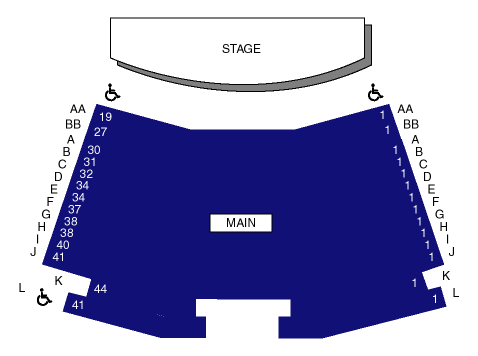 STAGE
AA 19 1 AA
BB 27 1 BB
A 30 1 A
B 31 1 B
C 32 1 C
D 34 1 D
E 34 1 E
F 37 1 F
G 38 1 G
MAIN
H 38 1 H
I 40 1 I
J 41 1 J
K 44 1 K
L 41 1 L